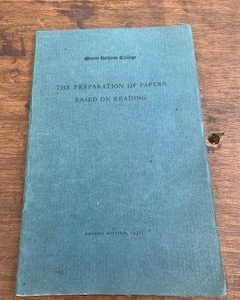 Mount Holyoke College
THE PREPARATION OF PAPERS
BASED ON READING
SECOND EDITION,